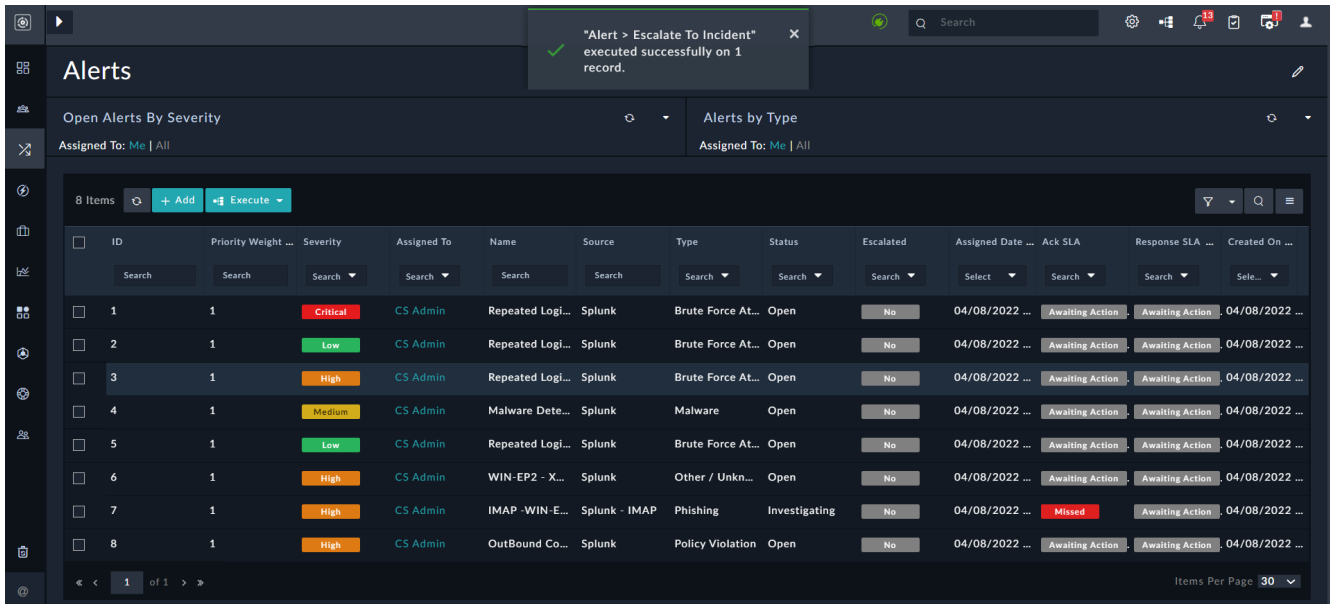 "Alert > Escalate To Incident"
executed successfully on 1
record.
Search
13
Alerts
Open Alerts By Severity
Assigned To: Me | All
Alerts by Type
Assigned To: Me | All
8 Items + Add Execute
ID Priority Weight ... Severity Assigned To Name Source Type Status Escalated Assigned Date ... Ack SLA Response SLA ... Created On ...
Search Search Search Search Search Search Search Search Search Select Search Search Sele...
1 1 Critical CS Admin Repeated Logi... Splunk Brute Force At... Open No 04/08/2022 ... Awaiting Action Awaiting Action 04/08/2022 ...
2 1 Low CS Admin Repeated Logi... Splunk Brute Force At... Open No 04/08/2022 ... Awaiting Action Awaiting Action 04/08/2022 ...
3 1 High CS Admin Repeated Logi... Splunk Brute Force At... Open No 04/08/2022 ... Awaiting Action Awaiting Action 04/08/2022 ...
4 1 Medium CS Admin Malware Dete... Splunk Malware Open No 04/08/2022 ... Awaiting Action Awaiting Action 04/08/2022 ...
5 1 Low CS Admin Repeated Logi... Splunk Brute Force At... Open No 04/08/2022 ... Awaiting Action Awaiting Action 04/08/2022 ...
6 1 High CS Admin WIN-EP2 - X... Splunk Other / Unkn... Open No 04/08/2022 ... Awaiting Action Awaiting Action 04/08/2022 ...
7 1 High CS Admin IMAP -WIN-E... Splunk - IMAP Phishing Investigating No 04/08/2022 ... Missed Awaiting Action 04/08/2022 ...
8 1 High CS Admin OutBound Co... Splunk Policy Violation Open No 04/08/2022 ... Awaiting Action Awaiting Action 04/08/2022 ...
« < 1 of 1 > » Items Per Page 30
@